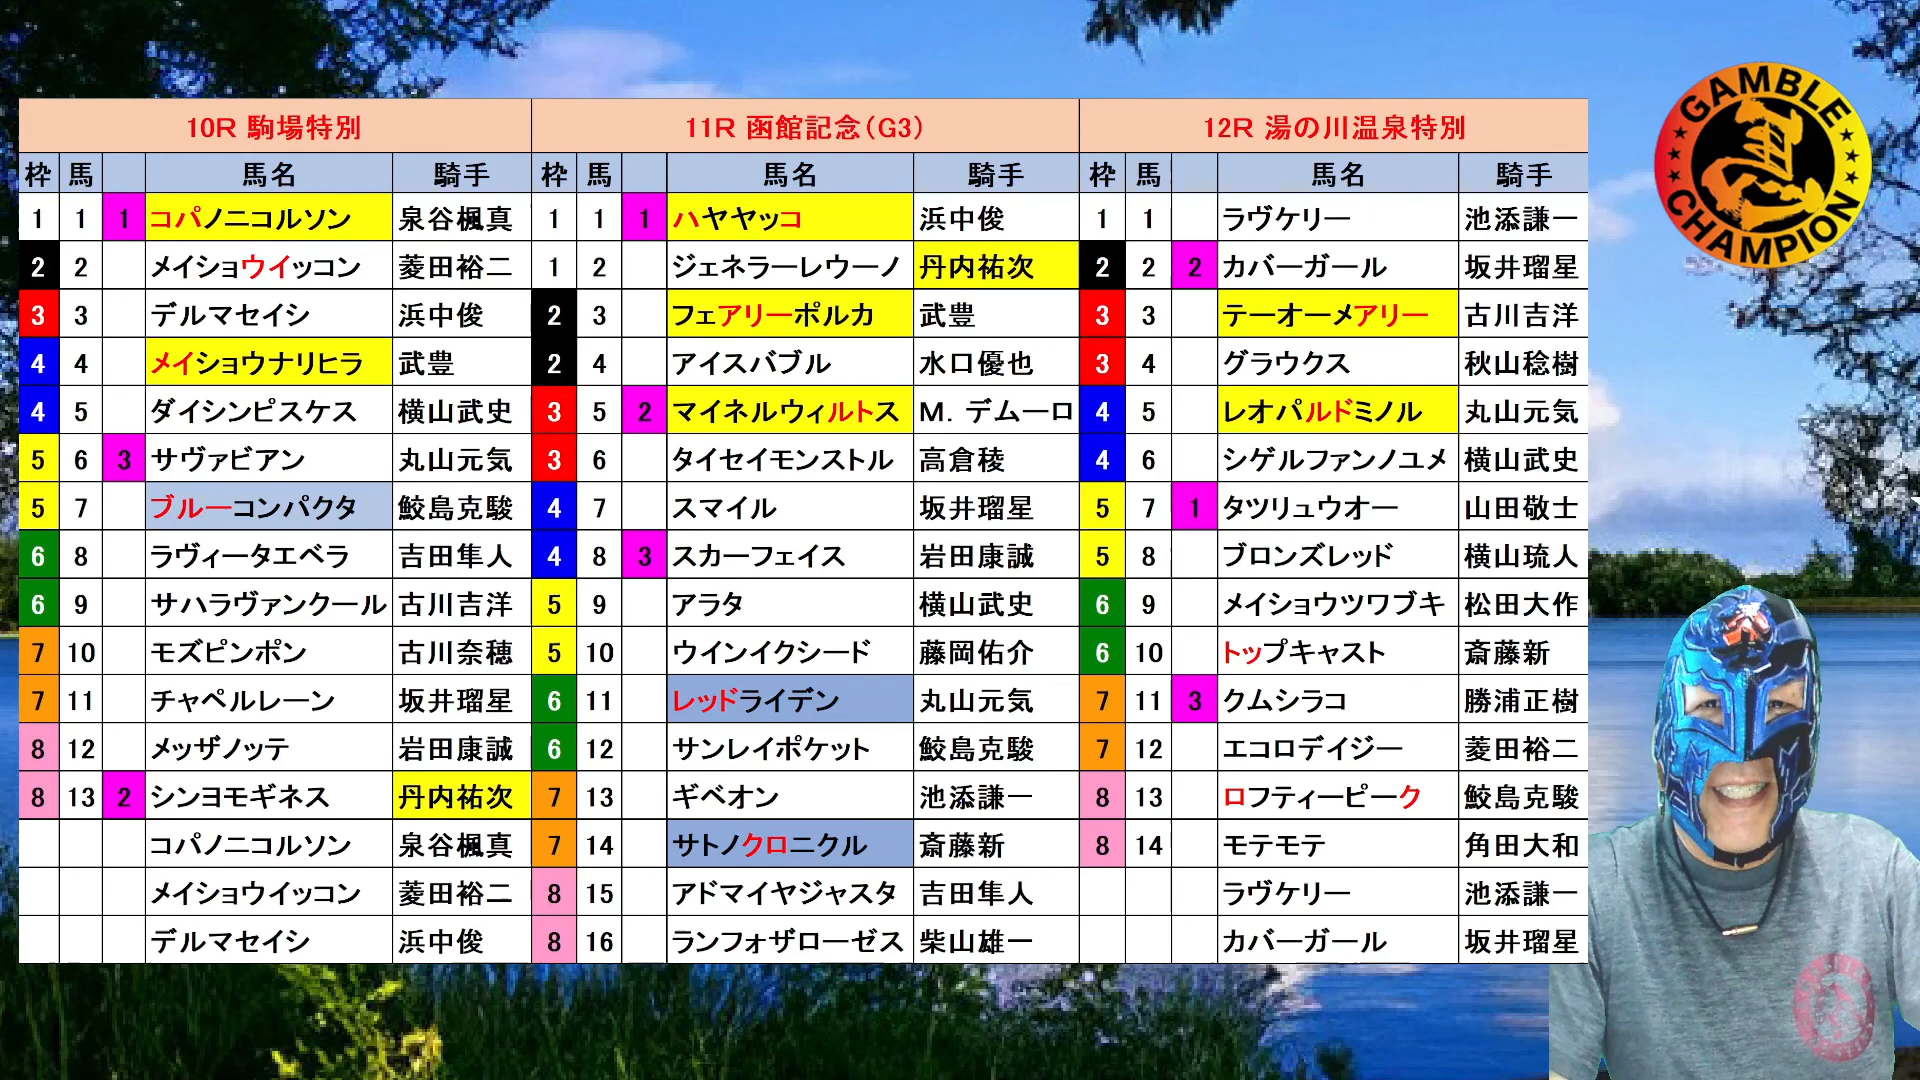 10R 駒場特別 11R 函館記念(G3) 12R 湯の川温泉特別
枠 馬 馬名 騎手 枠 馬 馬名 騎手 枠 馬 馬名 騎手
1 1 1 コパノニコルソン 泉谷楓真 1 1 1 ハヤヤッコ 浜中俊 1 1 ラヴケリー 池添謙一
2 2 メイショウイッコン 菱田裕二 1 2 ジェネラーレウーノ 丹内祐次 2 2 2 カバーガール 坂井瑠星
3 3 デルマセイシ 浜中俊 2 3 フェアリーポルカ 武豊 3 3 テーオーメアリー 古川吉洋
4 4 メイショウナリヒラ 武豊 2 4 アイスバブル 水口優也 3 4 グラウクス 秋山稔樹
4 5 ダイシンピスケス 横山武史 3 5 2 マイネルウィルトス M. デムーロ 4 5 レオパルドミノル 丸山元気
5 6 3 サヴァビアン 丸山元気 3 6 タイセイモンストル 高倉稜 4 6 シゲルファンノユメ 横山武史
5 7 ブルーコンパクタ 鮫島克駿 4 7 スマイル 坂井瑠星 5 7 1 タツリュウオー 山田敬士
6 8 ラヴィータエベラ 吉田隼人 4 8 3 スカーフェイス 岩田康誠 5 8 ブロンズレッド 横山琉人
6 9 サハラヴァンクール 古川吉洋 5 9 アラタ 横山武史 6 9 メイショウツワブキ 松田大作
7 10 モズピンポン 古川奈穂 5 10 ウインイクシード 藤岡佑介 6 10 トップキャスト 斎藤新
7 11 チャペルレーン 坂井瑠星 6 11 レッドライデン 丸山元気 7 11 3 クムシラコ 勝浦正樹
8 12 メッザノッテ 岩田康誠 6 12 サンレイポケット 鮫島克駿 7 12 エコロデイジー 菱田裕二
8 13 2 シンヨモギネス 丹内祐次 7 13 ギベオン 池添謙一 8 13 ロフティーピーク 鮫島克駿
コパノニコルソン 泉谷楓真 7 14 サトノクロニクル 斎藤新 8 14 モテモテ 角田大和
メイショウイッコン 菱田裕二 8 15 アドマイヤジャスタ 吉田隼人 ラヴケリー 池添謙一
デルマセイシ 浜中俊 8 16 ランフォザローゼス 柴山雄一 カバーガール 坂井瑠星
GAMBLE
CHAMPION